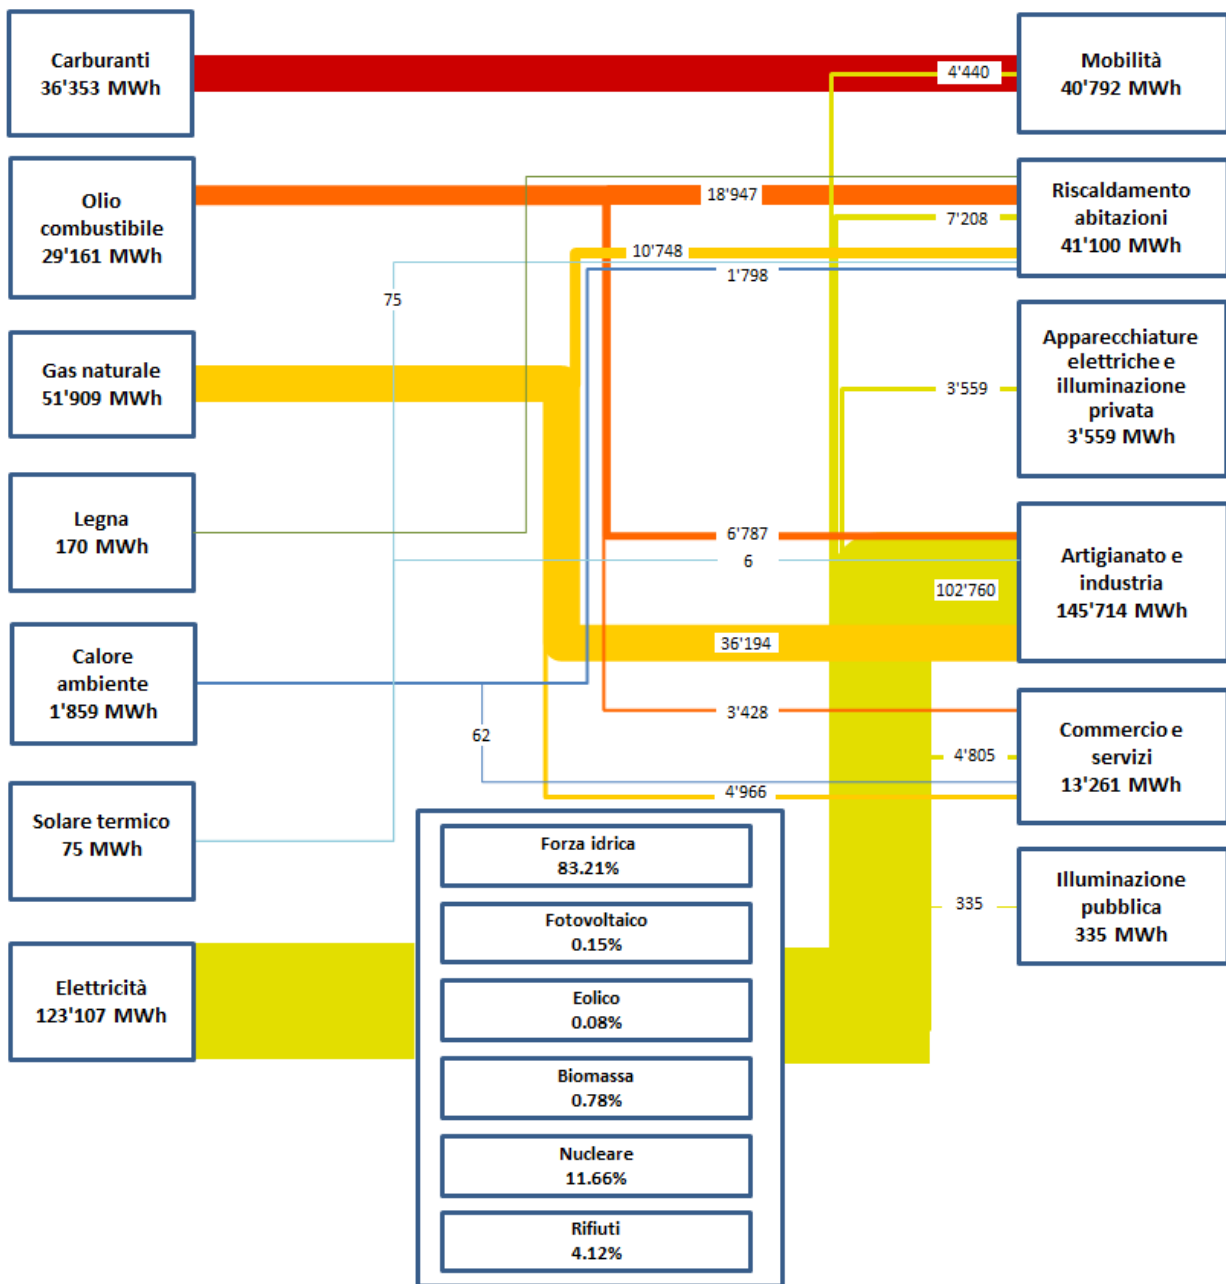 Carburanti
36'353 MWh
Olio
combustibile
29'161 MWh
Gas naturale
51'909 MWh
Legna
170 MWh
Calore
ambiente
1'859 MWh
Solare termico
75 MWh
Elettricità
123'107 MWh
4'440
18'947
7'208
10'748
1'798
75
3'559
6'787
6
102'760
36'194
3'428
62
4'805
4'966
335
Forza idrica
83.21%
Fotovoltaico
0.15%
Eolico
0.08%
Biomassa
0.78%
Nucleare
11.66%
Rifiuti
4.12%
Mobilità
40'792 MWh
Riscaldamento
abitazioni
41'100 MWh
Apparecchiature
elettriche e
illuminazione
privata
3'559 MWh
Artigianato e
industria
145'714 MWh
Commercio e
servizi
13'261 MWh
Illuminazione
pubblica
335 MWh